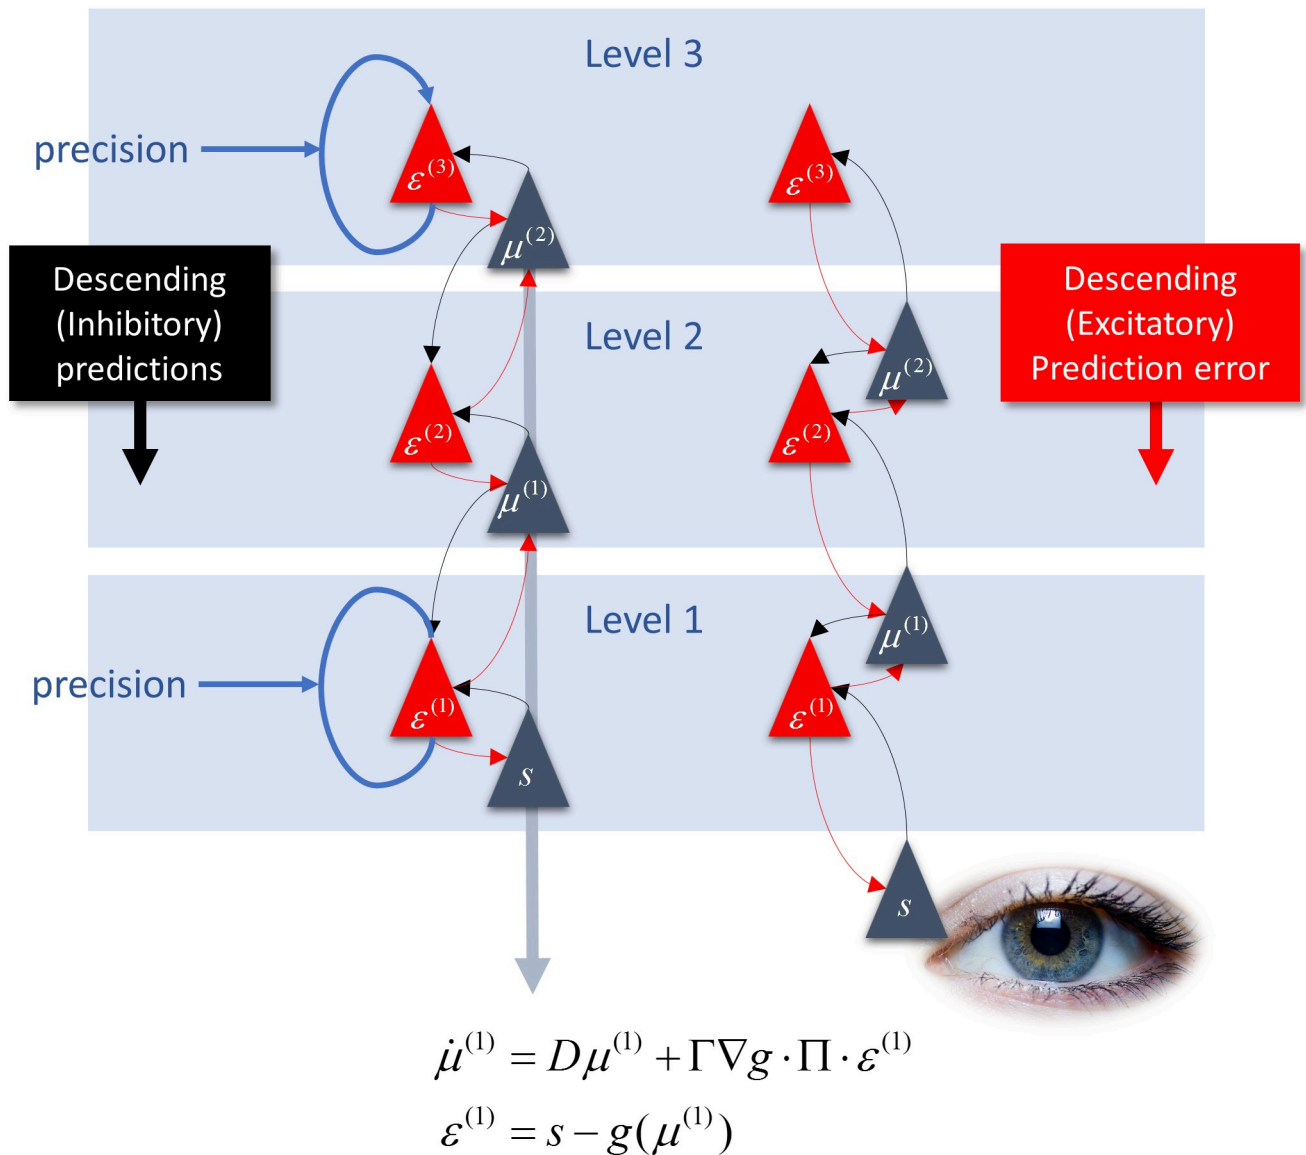 Level 3
precision
ε(3)
ε(3)
μ(2)
Descending
(Inhibitory)
predictions
Descending
(Excitatory)
Prediction error
Level 2
μ(2)
ε(2)
ε(2)
μ(1)
Level 1
μ(1)
precision
ε(1)
ε(1)
s
s
μ̇(1) = Dμ(1) + Γ∇g · Π · ε(1)
ε(1) = s − g(μ(1))